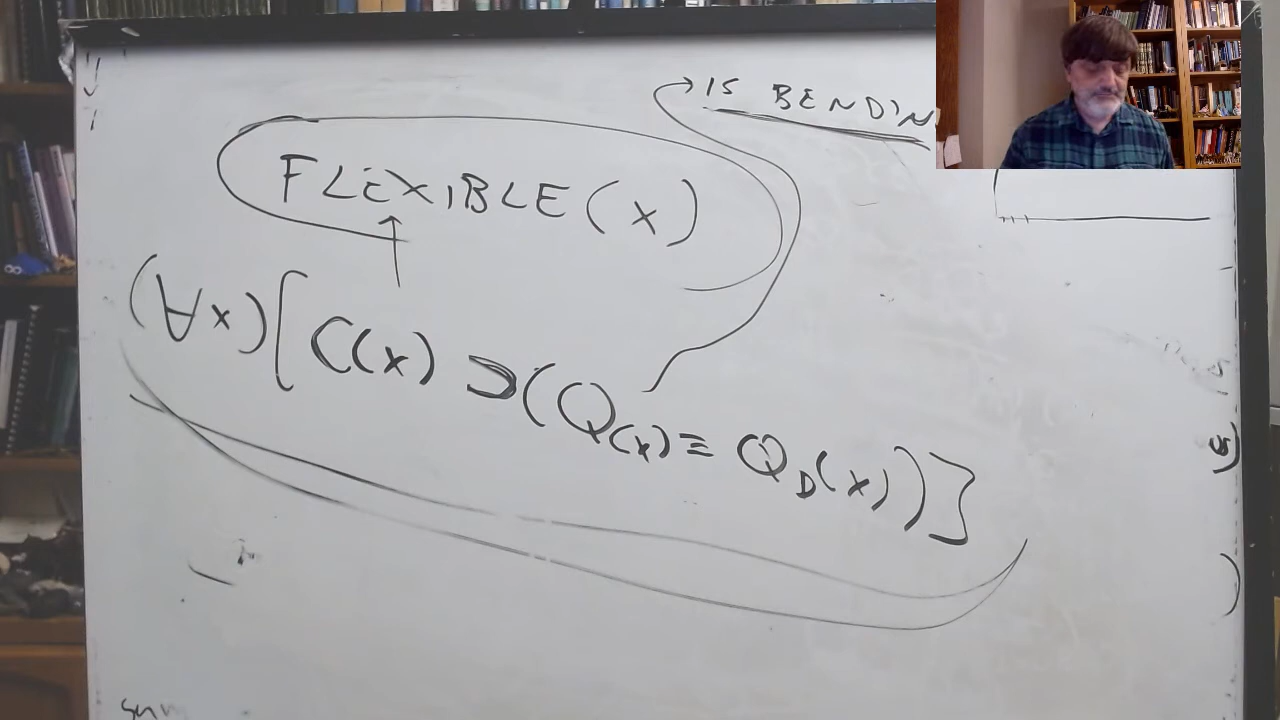 IS BENDIN
FLEXIBLE(x)
(∀x)[C(x) ⊃ (Q(x) ≡ Q_D(x))]